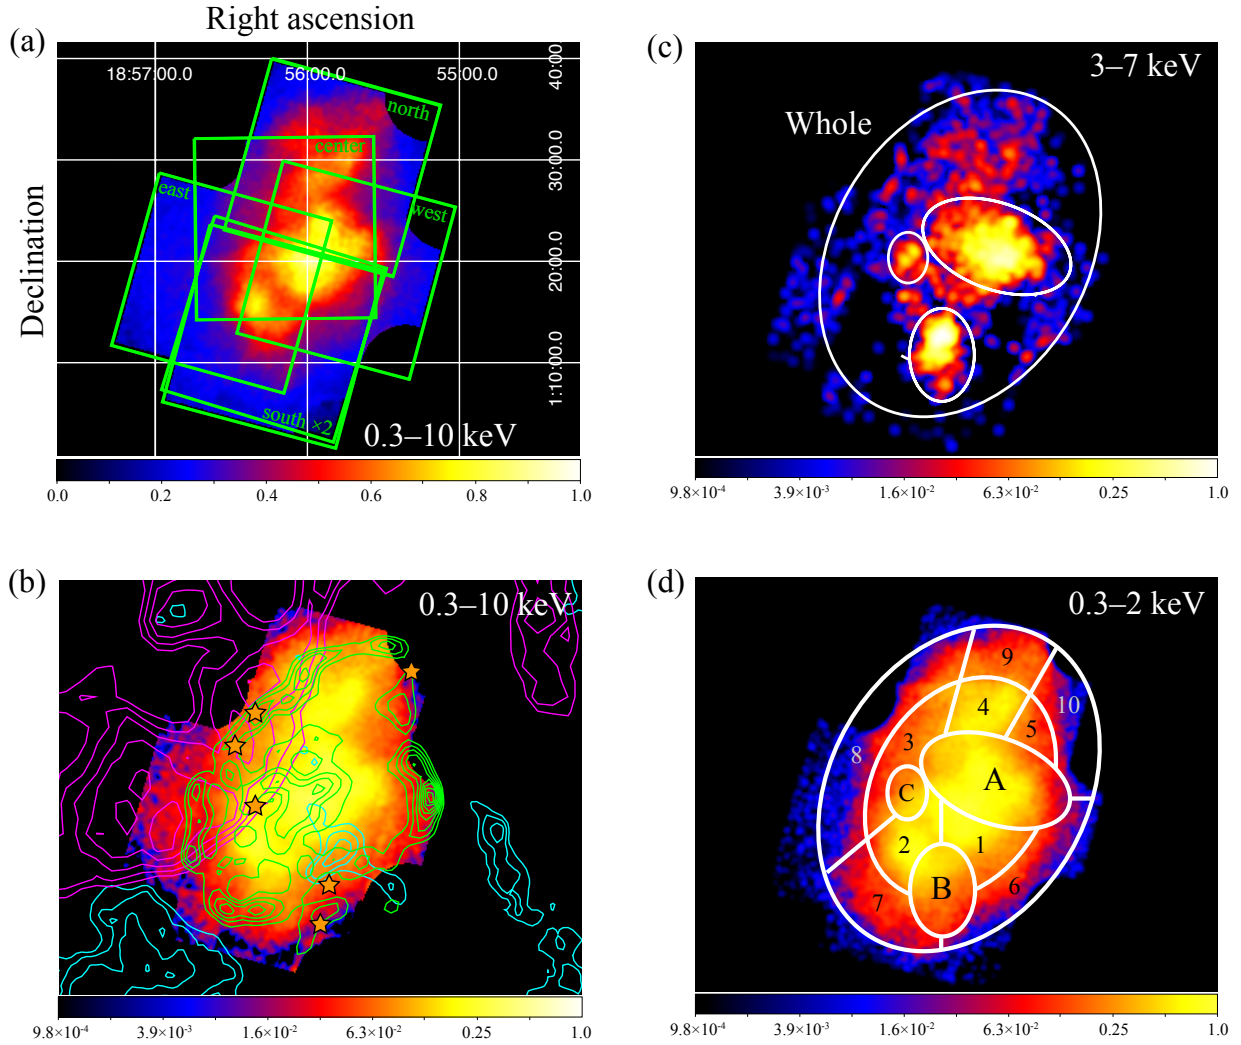 Right ascension
(a)
18:57:00.0 56:00.0 55:00.0
40:00
north
center
30:00.0
east
west
Declination
20:00.0
1:10:00.0
south ×2
0.3–10 keV
0.0 0.2 0.4 0.6 0.8 1.0
(c)
3–7 keV
Whole
9.8×10⁻⁴ 3.9×10⁻³ 1.6×10⁻² 6.3×10⁻² 0.25 1.0
(b)
0.3–10 keV
9.8×10⁻⁴ 3.9×10⁻³ 1.6×10⁻² 6.3×10⁻² 0.25 1.0
(d)
0.3–2 keV
9
4
10
3
5
8
A
C
2
1
B
6
7
9.8×10⁻⁴ 3.9×10⁻³ 1.6×10⁻² 6.3×10⁻² 0.25 1.0